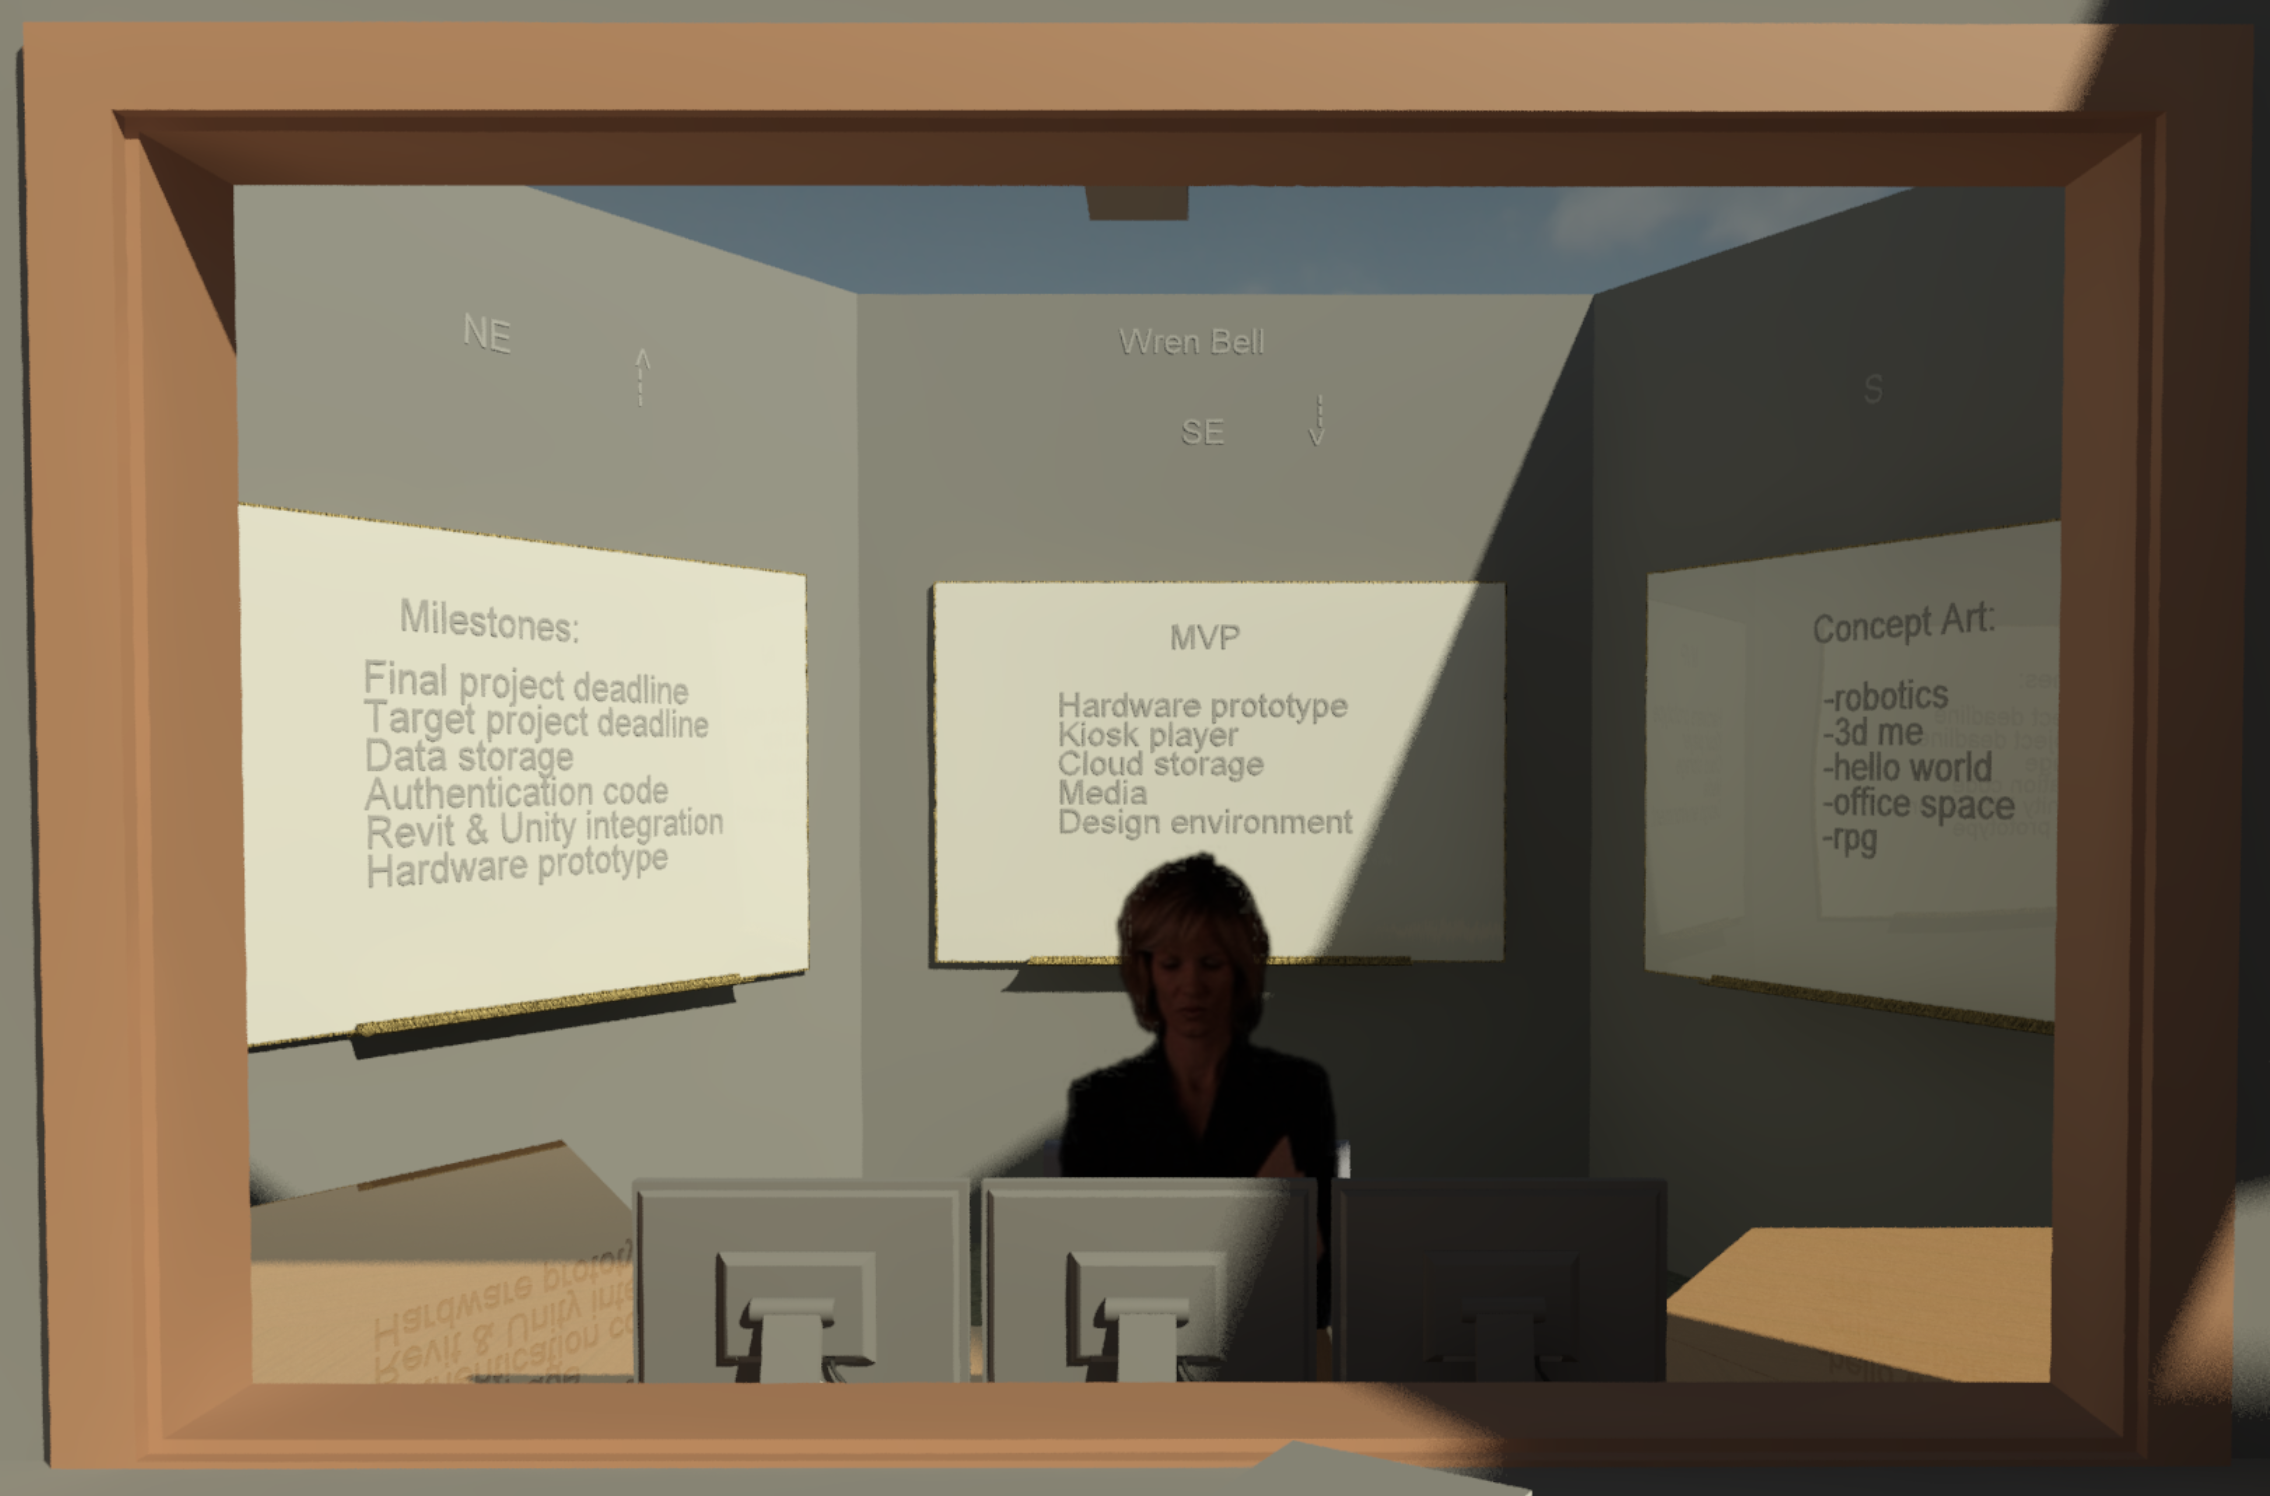 NE
Wren Bell
SE
S
Milestones:
Final project deadline
Target project deadline
Data storage
Authentication code
Revit & Unity integration
Hardware prototype
MVP
Hardware prototype
Kiosk player
Cloud storage
Media
Design environment
Concept Art:
-robotics
-3d me
-hello world
-office space
-rpg